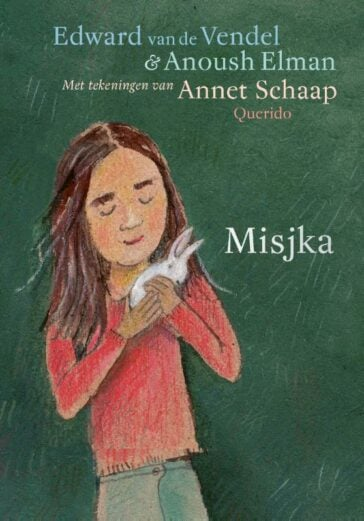 Edward van de Vendel
& Anoush Elman
Met tekeningen van Annet Schaap
Querido
Misjka